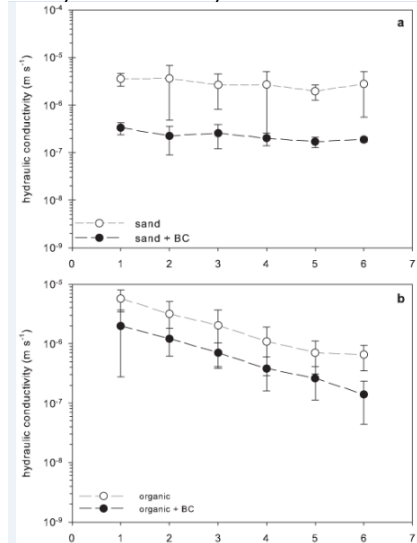 10⁻⁴
a
10⁻⁵
10⁻⁶
10⁻⁷
10⁻⁸
10⁻⁹
hydraulic conductivity (m s⁻¹)
sand
sand + BC
0 1 2 3 4 5 6 7
10⁻⁵
b
10⁻⁶
10⁻⁷
10⁻⁸
10⁻⁹
hydraulic conductivity (m s⁻¹)
organic
organic + BC
0 1 2 3 4 5 6 7